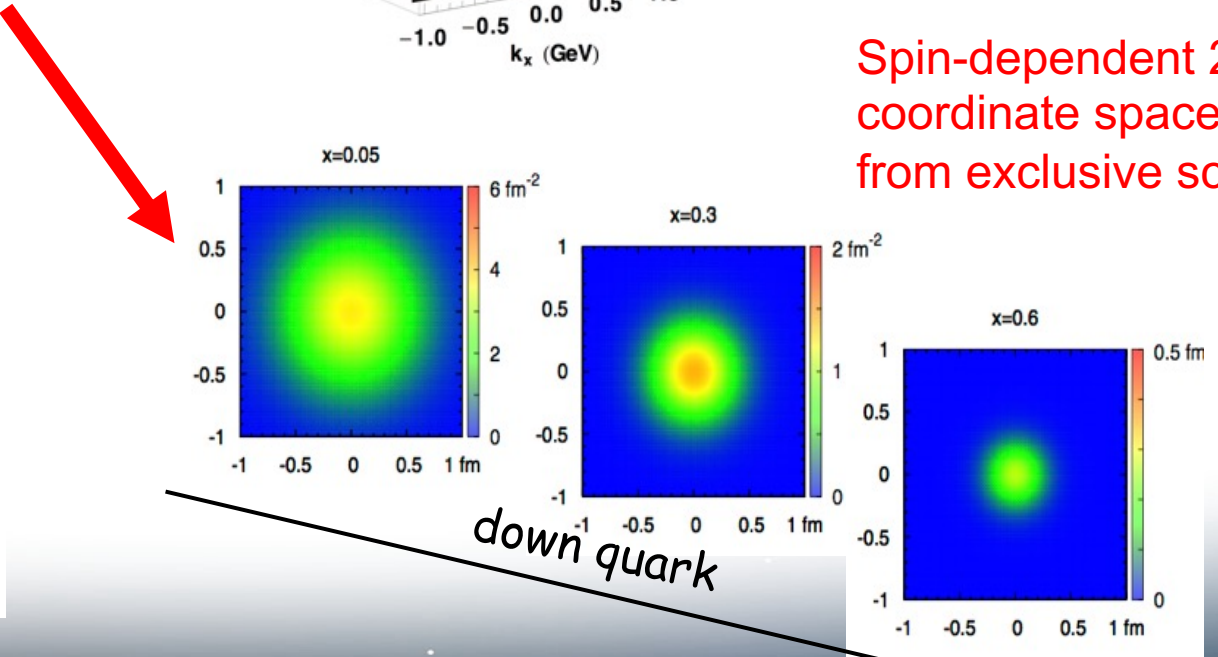 -1.0 -0.5 0.0 0.5
kx (GeV)
Spin-dependent
coordinate space
from exclusive
x=0.05
1
0.5
0
-0.5
-1
-1 -0.5 0 0.5 1 fm
6 fm-2
4
2
0
x=0.3
1
0.5
0
-0.5
-1
-1 -0.5 0 0.5 1 fm
2 fm-2
1
0
x=0.6
1
0.5
0
-0.5
-1
-1 -0.5 0 0.5 1 fm
0.5 fm
0
down quark